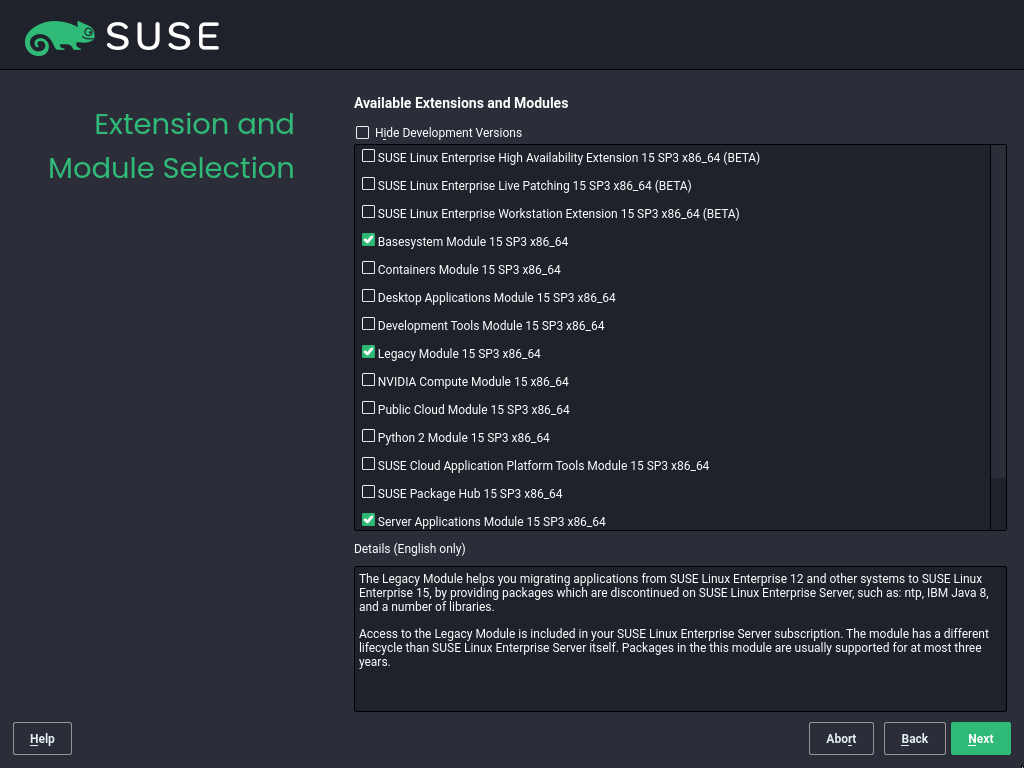 SUSE
Extension and
Module Selection
Available Extensions and Modules
Hide Development Versions
SUSE Linux Enterprise High Availability Extension 15 SP3 x86_64 (BETA)
SUSE Linux Enterprise Live Patching 15 SP3 x86_64 (BETA)
SUSE Linux Enterprise Workstation Extension 15 SP3 x86_64 (BETA)
Basesystem Module 15 SP3 x86_64
Containers Module 15 SP3 x86_64
Desktop Applications Module 15 SP3 x86_64
Development Tools Module 15 SP3 x86_64
Legacy Module 15 SP3 x86_64
NVIDIA Compute Module 15 x86_64
Public Cloud Module 15 SP3 x86_64
Python 2 Module 15 SP3 x86_64
SUSE Cloud Application Platform Tools Module 15 SP3 x86_64
SUSE Package Hub 15 SP3 x86_64
Server Applications Module 15 SP3 x86_64
Details (English only)
The Legacy Module helps you migrating applications from SUSE Linux Enterprise 12 and other systems to SUSE Linux
Enterprise 15, by providing packages which are discontinued on SUSE Linux Enterprise Server, such as: ntp, IBM Java 8,
and a number of libraries.
Access to the Legacy Module is included in your SUSE Linux Enterprise Server subscription. The module has a different
lifecycle than SUSE Linux Enterprise Server itself. Packages in the this module are usually supported for at most three
years.
Help
Abort
Back
Next